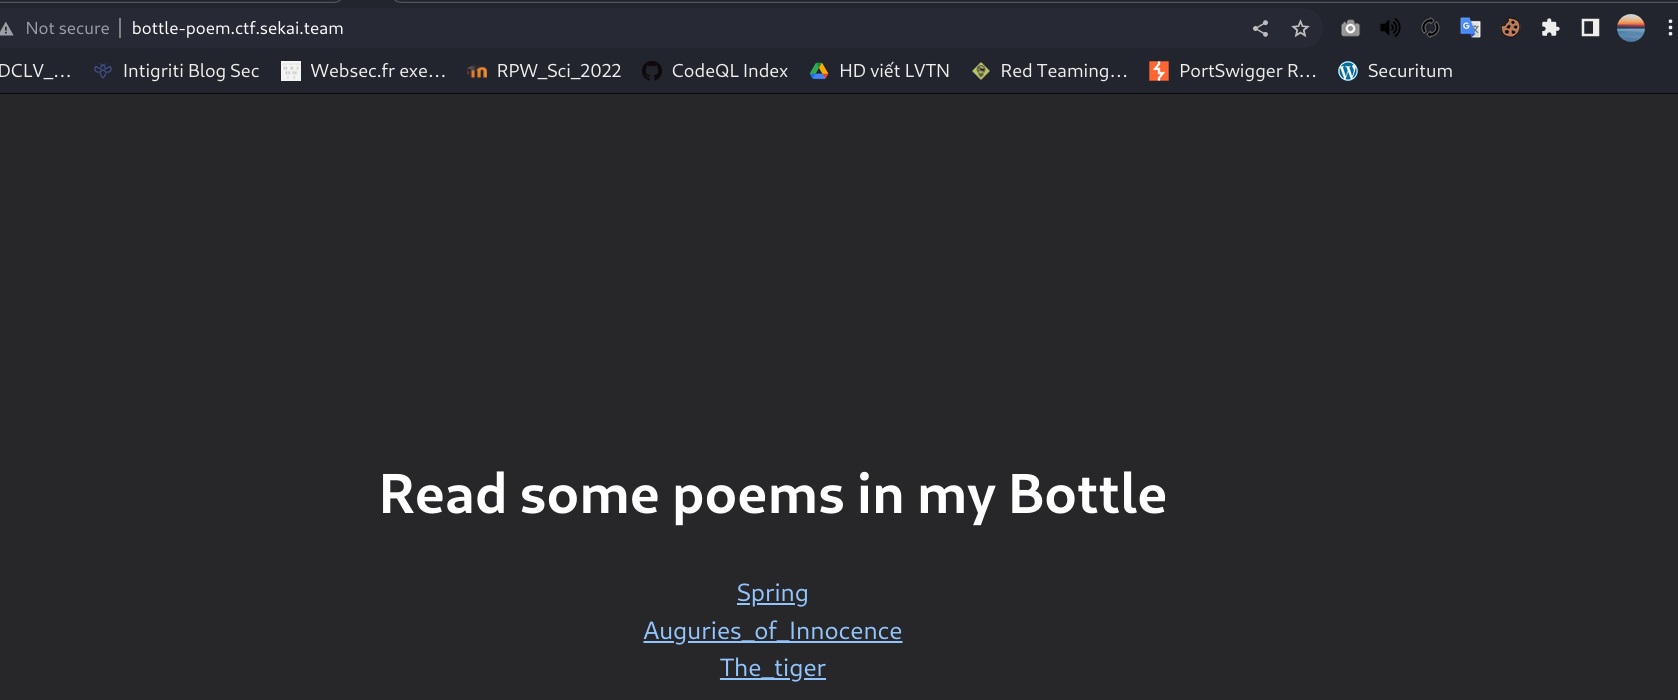 Not secure bottle-poem.ctf.sekai.team
DCLV_... Intigriti Blog Sec Websec.fr exe... RPW_Sci_2022 CodeQL Index HD viết LVTN Red Teaming... PortSwigger R... Securitum
Read some poems in my Bottle
Spring
Auguries_of_Innocence
The_tiger